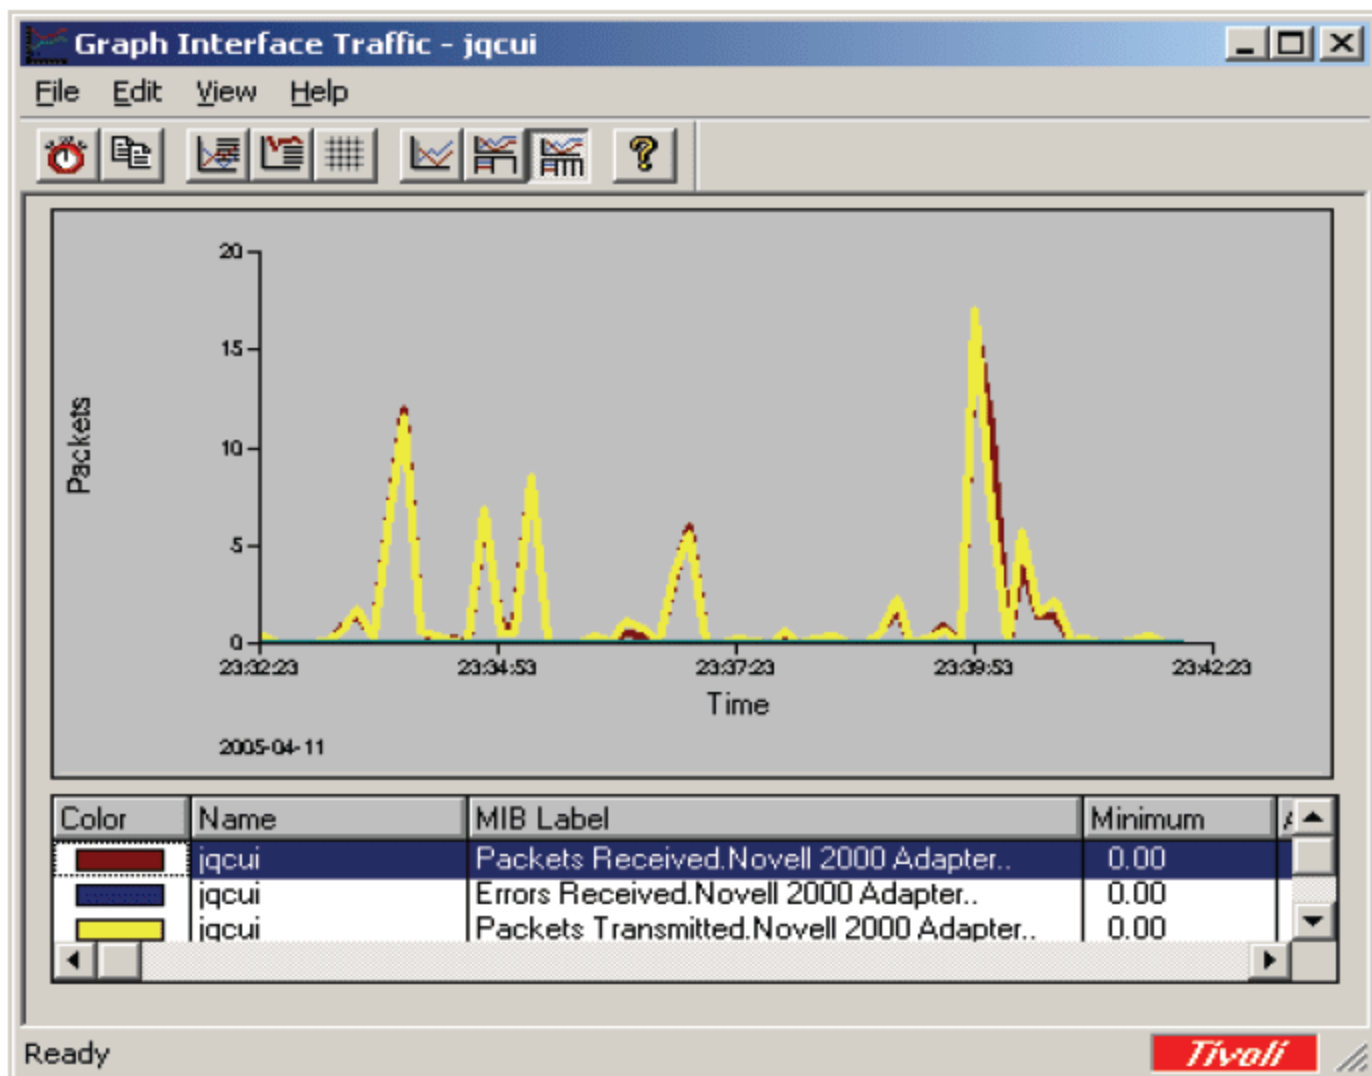 Graph Interface Traffic - jqcui
File Edit View Help
20
15
10
5
0
Packets
23:32:23 23:34:53 23:37:23 23:39:53 23:42:23
Time
2005-04-11
Color Name MIB Label Minimum
jqcui Packets Received.Novell 2000 Adapter.. 0.00
jqcui Errors Received.Novell 2000 Adapter.. 0.00
jqcui Packets Transmitted.Novell 2000 Adapter.. 0.00
Ready Tivoli